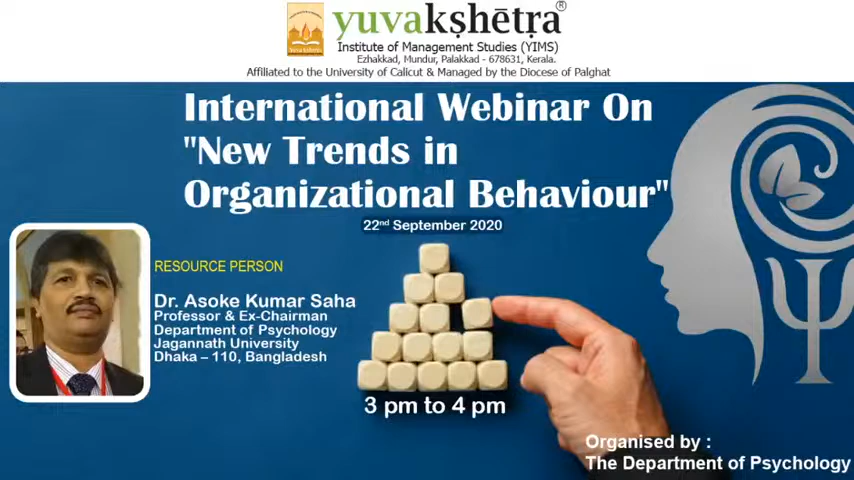 yuvakṣhētṛa®
Institute of Management Studies (YIMS)
Ezhakkad, Mundur, Palakkad - 678631, Kerala.
Affiliated to the University of Calicut & Managed by the Diocese of Palghat
International Webinar On
"New Trends in
Organizational Behaviour"
22nd September 2020
RESOURCE PERSON
Dr. Asoke Kumar Saha
Professor & Ex-Chairman
Department of Psychology
Jagannath University
Dhaka – 110, Bangladesh
3 pm to 4 pm
Organised by :
The Department of Psychology